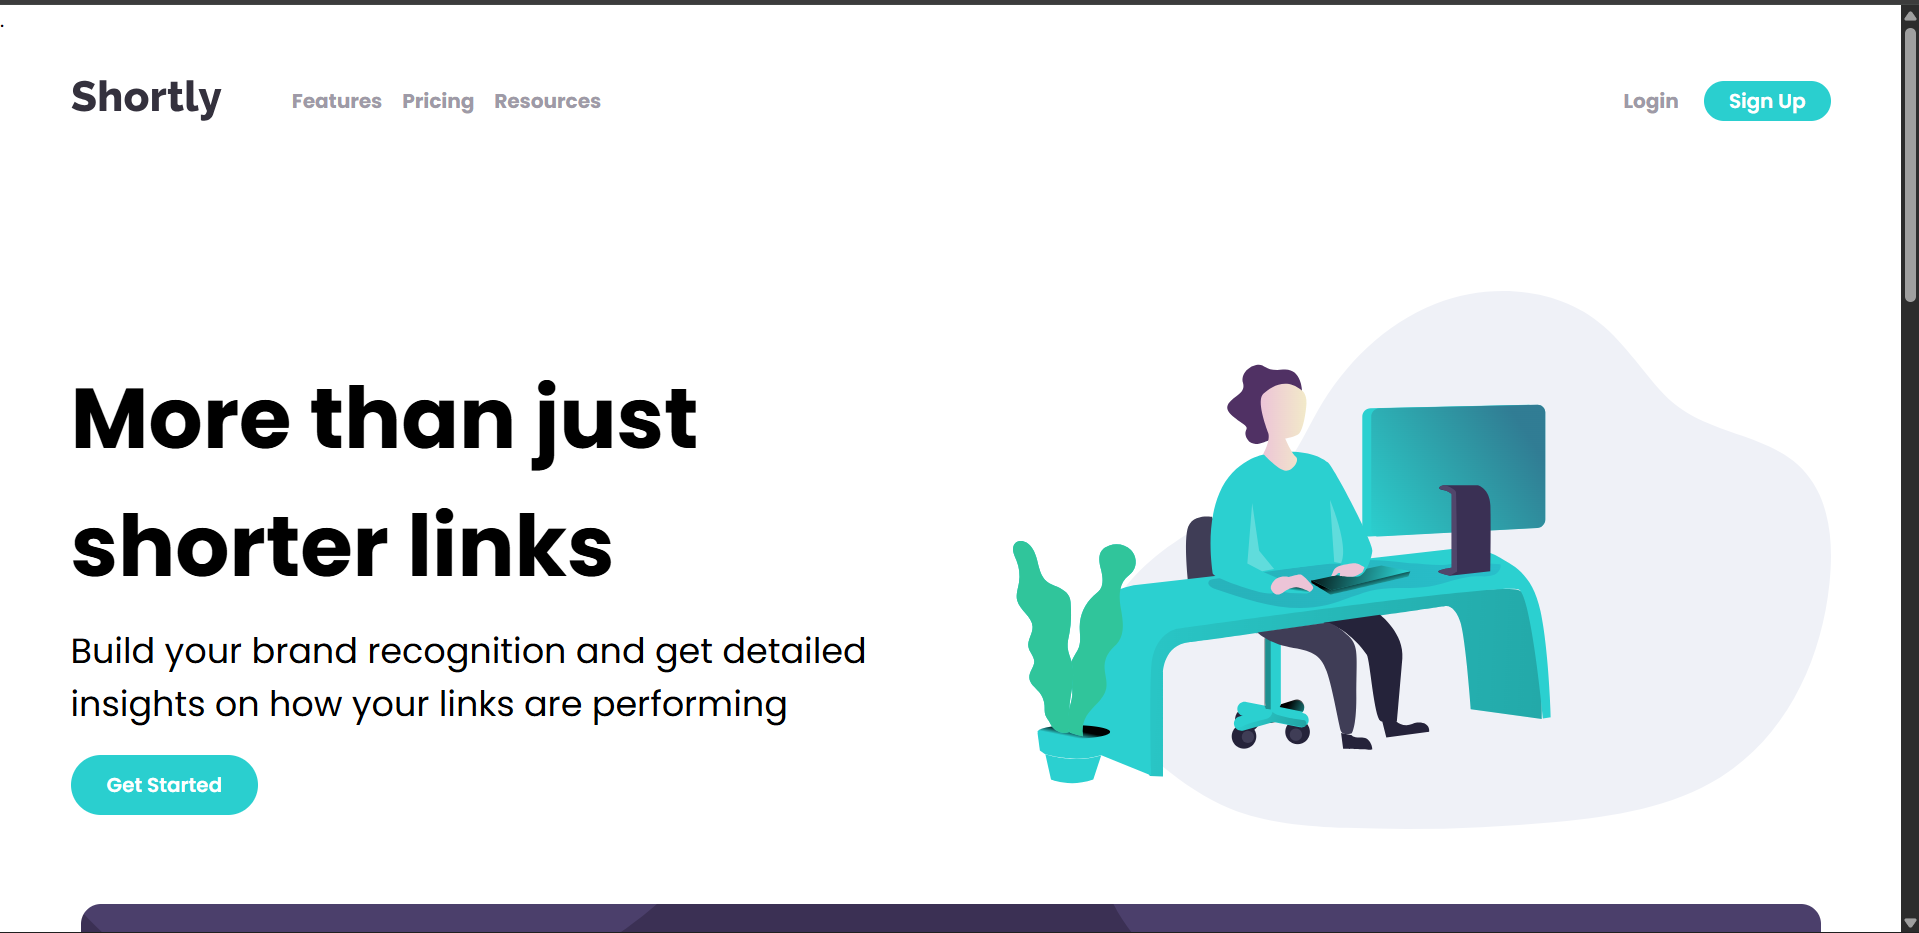 .
Shortly
Features Pricing Resources
Login Sign Up
More than just
shorter links
Build your brand recognition and get detailed
insights on how your links are performing
Get Started